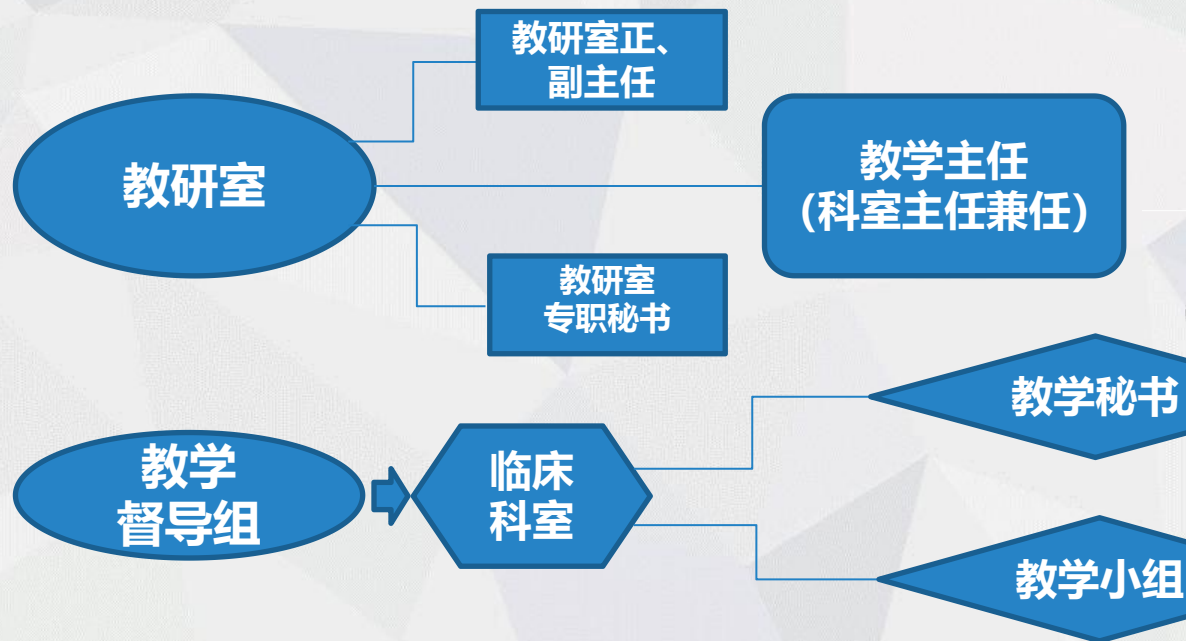 教研室正、
副主任
教研室
教学主任
(科室主任兼任)
教研室
专职秘书
教学秘书
教学
督导组
临床
科室
教学小组